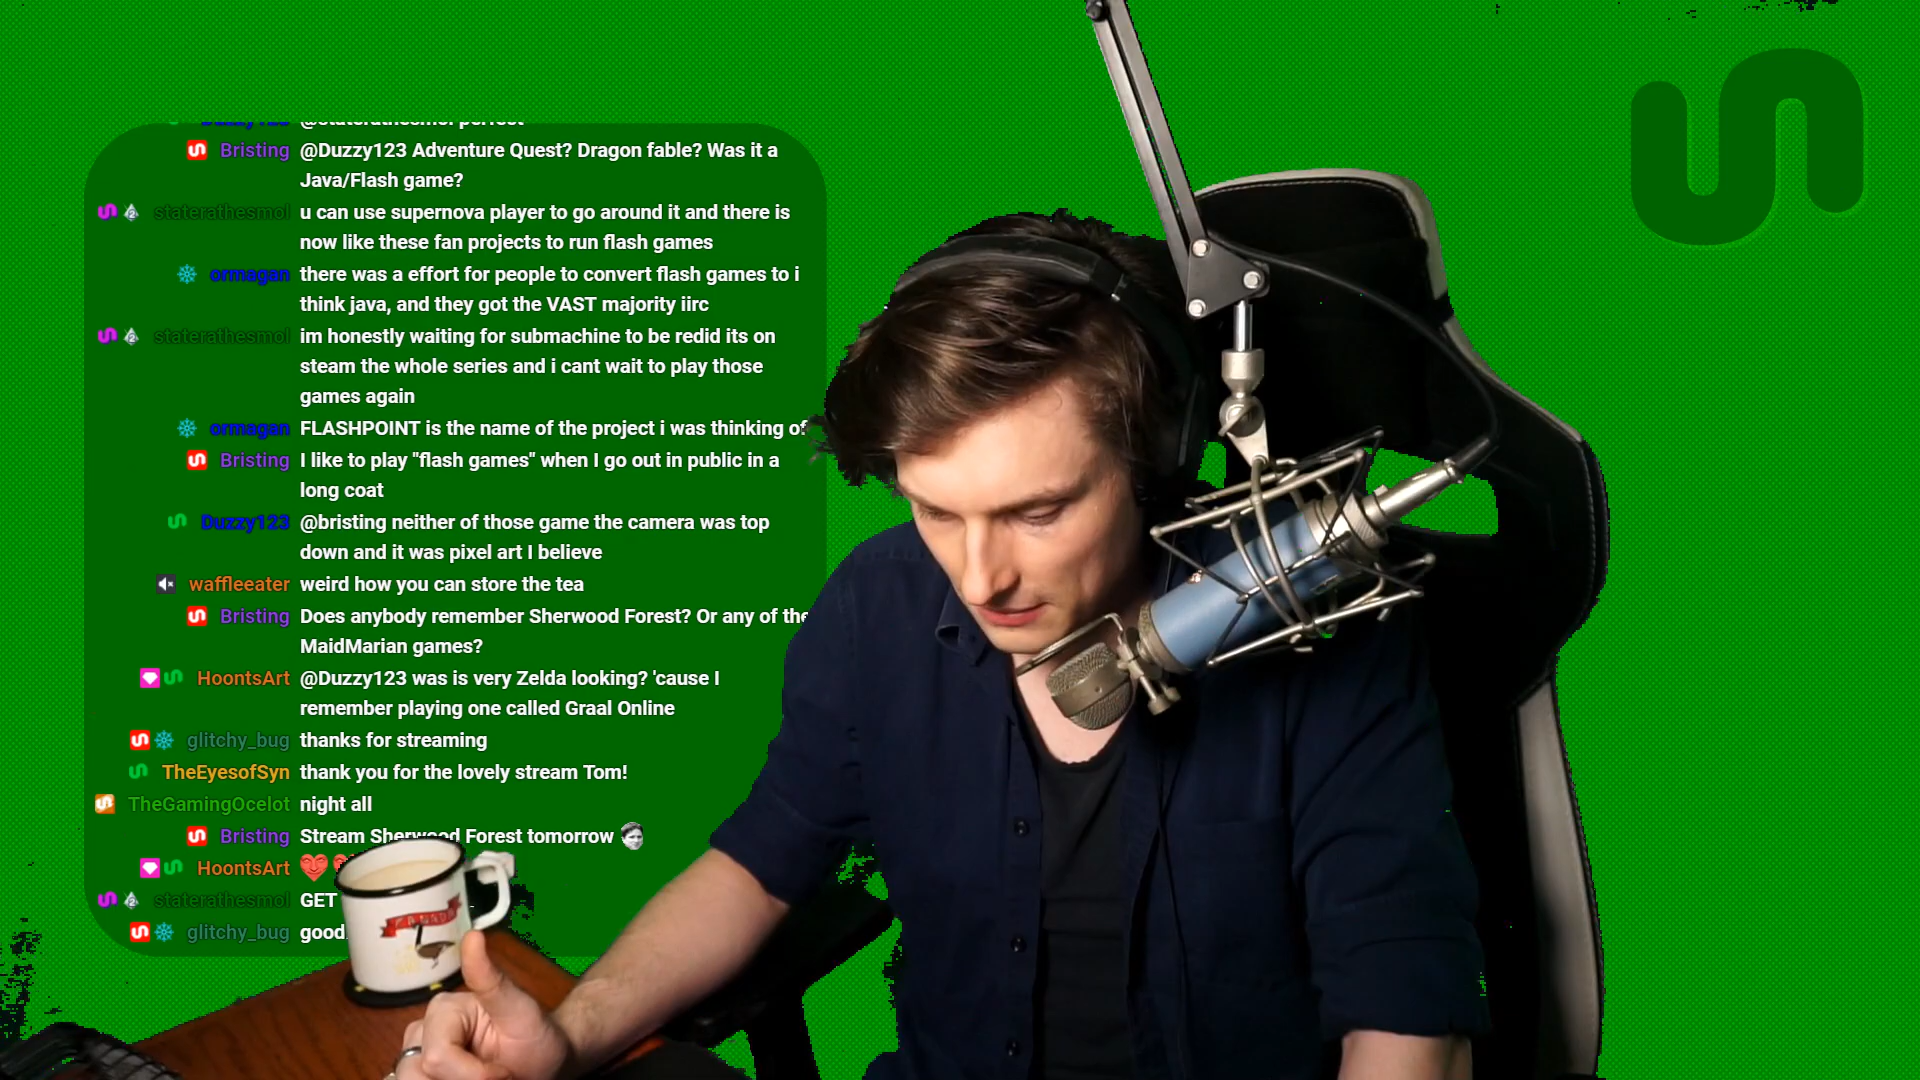 @staterathesmol perfect
Bristing @Duzzy123 Adventure Quest? Dragon fable? Was it a
Java/Flash game?
staterathesmol u can use supernova player to go around it and there is
now like these fan projects to run flash games
ormagan there was a effort for people to convert flash games to i
think java, and they got the VAST majority iirc
staterathesmol im honestly waiting for submachine to be redid its on
steam the whole series and i cant wait to play those
games again
ormagan FLASHPOINT is the name of the project i was thinking of
Bristing I like to play "flash games" when I go out in public in a
long coat
Duzzy123 @bristing neither of those game the camera was top
down and it was pixel art I believe
waffleeater weird how you can store the tea
Bristing Does anybody remember Sherwood Forest? Or any of the
MaidMarian games?
HoontsArt @Duzzy123 was is very Zelda looking? 'cause I
remember playing one called Graal Online
glitchy_bug thanks for streaming
TheEyesofSyn thank you for the lovely stream Tom!
TheGamingOcelot night all
Bristing Stream Sherwood Forest tomorrow
HoontsArt
staterathesmol GET
glitchy_bug good
CANADA